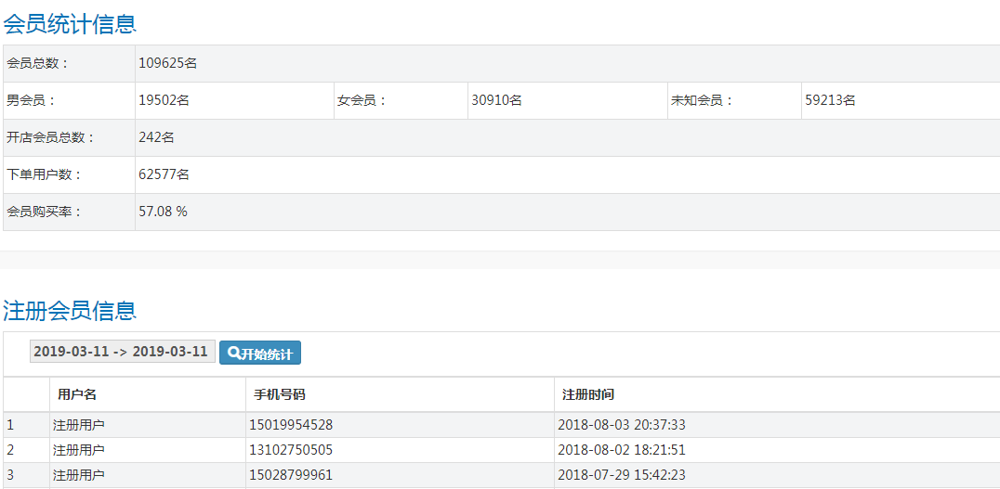 会员统计信息
会员总数： 109625名
男会员： 19502名 女会员： 30910名 未知会员： 59213名
开店会员总数： 242名
下单用户数： 62577名
会员购买率： 57.08 %
注册会员信息
2019-03-11 -> 2019-03-11 开始统计
用户名 手机号码 注册时间
1 注册用户 15019954528 2018-08-03 20:37:33
2 注册用户 13102750505 2018-08-02 18:21:51
3 注册用户 15028799961 2018-07-29 15:42:23